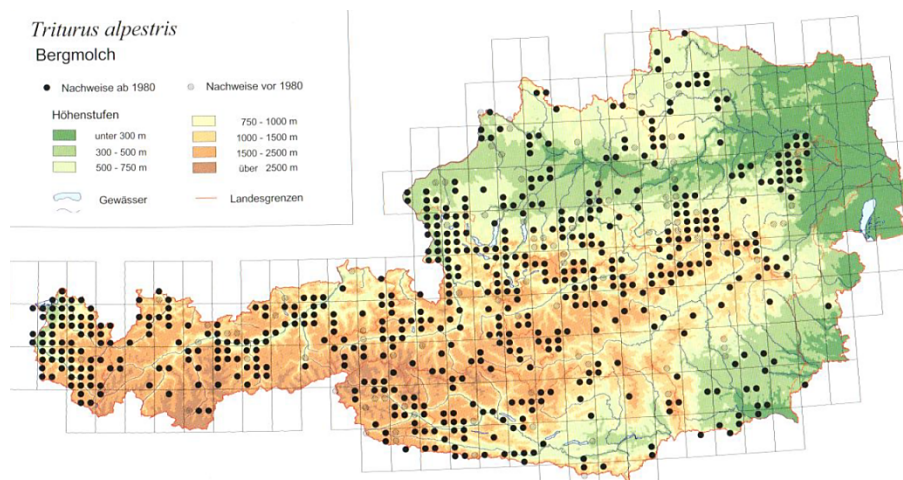 Triturus alpestris
Bergmolch
Nachweise ab 1980
Nachweise vor 1980
Höhenstufen
unter 300 m
300 - 500 m
500 - 750 m
750 - 1000 m
1000 - 1500 m
1500 - 2500 m
über 2500 m
Gewässer
Landesgrenzen